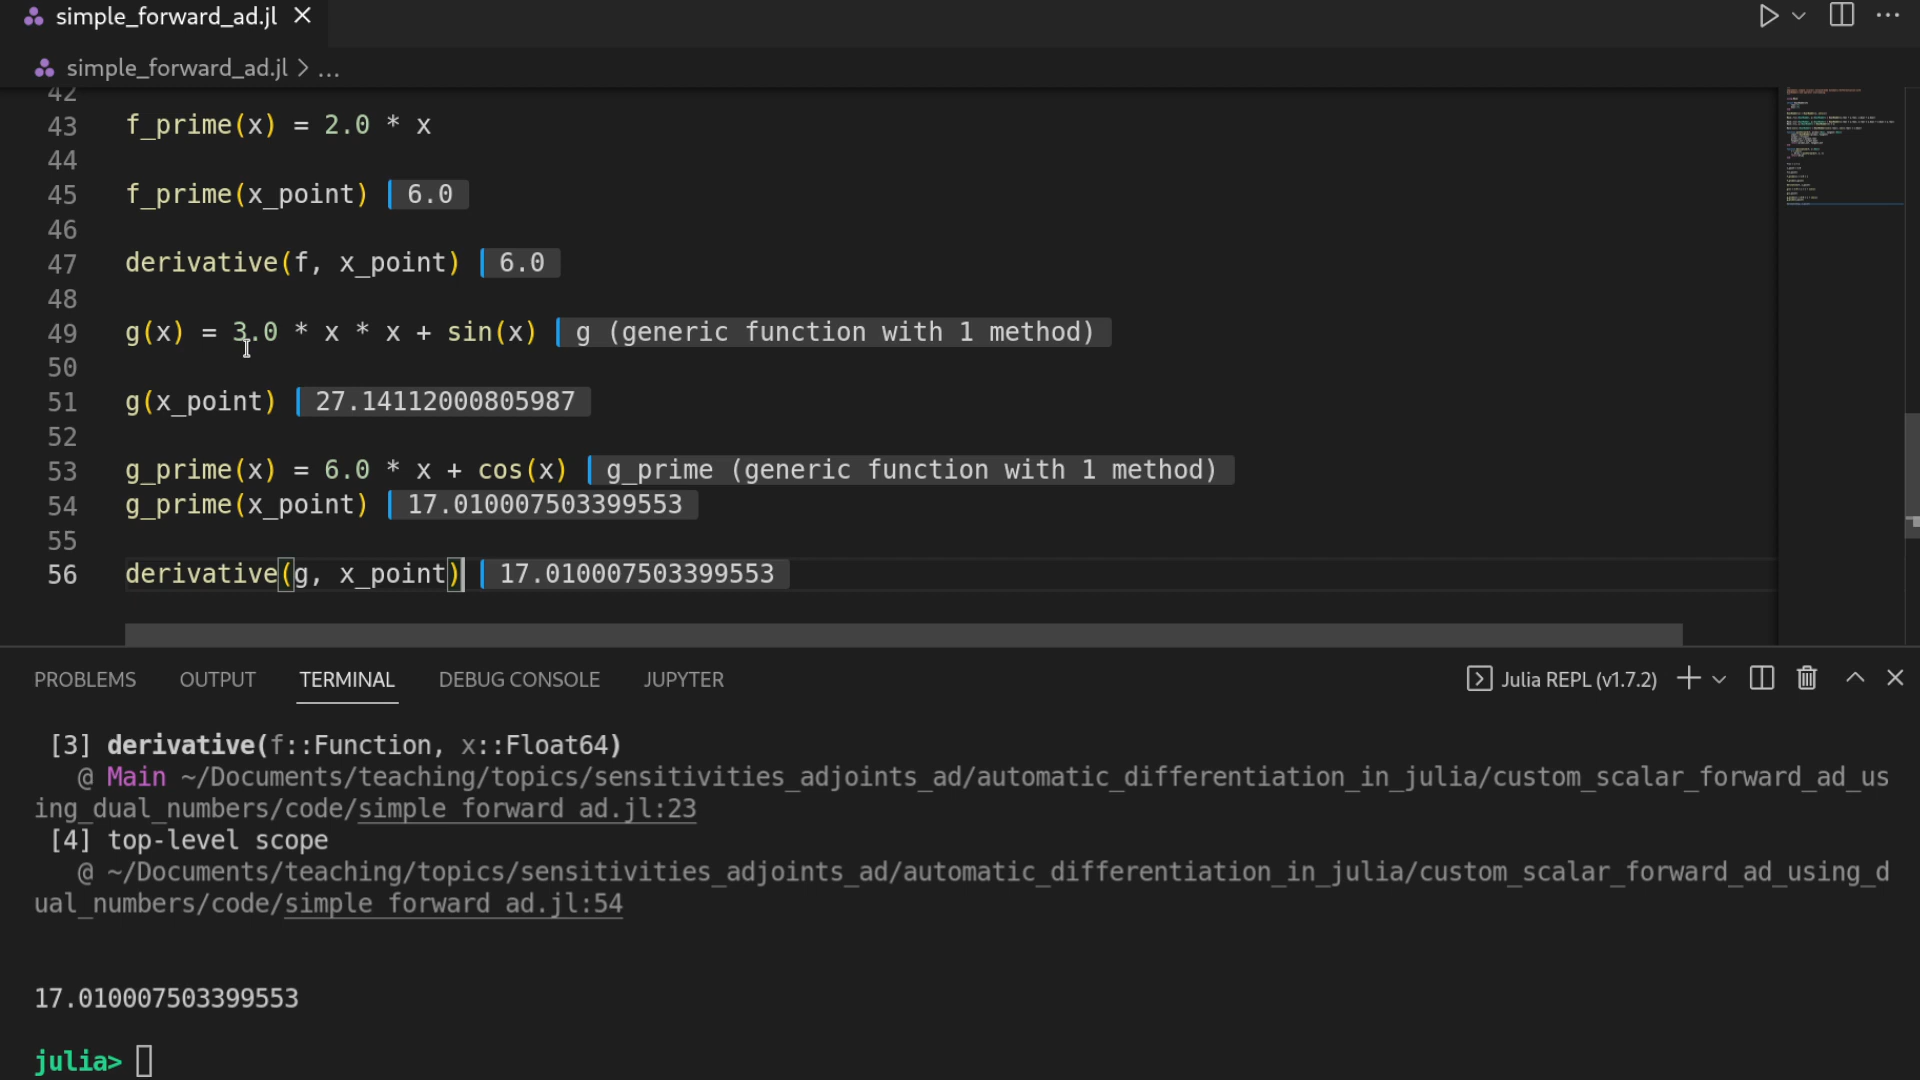 simple_forward_ad.jl
simple_forward_ad.jl > ...
42
43 f_prime(x) = 2.0 * x
44
45 f_prime(x_point) 6.0
46
47 derivative(f, x_point) 6.0
48
49 g(x) = 3.0 * x * x + sin(x) g (generic function with 1 method)
50
51 g(x_point) 27.14112000805987
52
53 g_prime(x) = 6.0 * x + cos(x) g_prime (generic function with 1 method)
54 g_prime(x_point) 17.010007503399553
55
56 derivative(g, x_point) 17.010007503399553
PROBLEMS OUTPUT TERMINAL DEBUG CONSOLE JUPYTER Julia REPL (v1.7.2)
[3] derivative(f::Function, x::Float64)
@ Main ~/Documents/teaching/topics/sensitivities_adjoints_ad/automatic_differentiation_in_julia/custom_scalar_forward_ad_us
ing_dual_numbers/code/simple_forward_ad.jl:23
[4] top-level scope
@ ~/Documents/teaching/topics/sensitivities_adjoints_ad/automatic_differentiation_in_julia/custom_scalar_forward_ad_using_d
ual_numbers/code/simple_forward_ad.jl:54
17.010007503399553
julia>